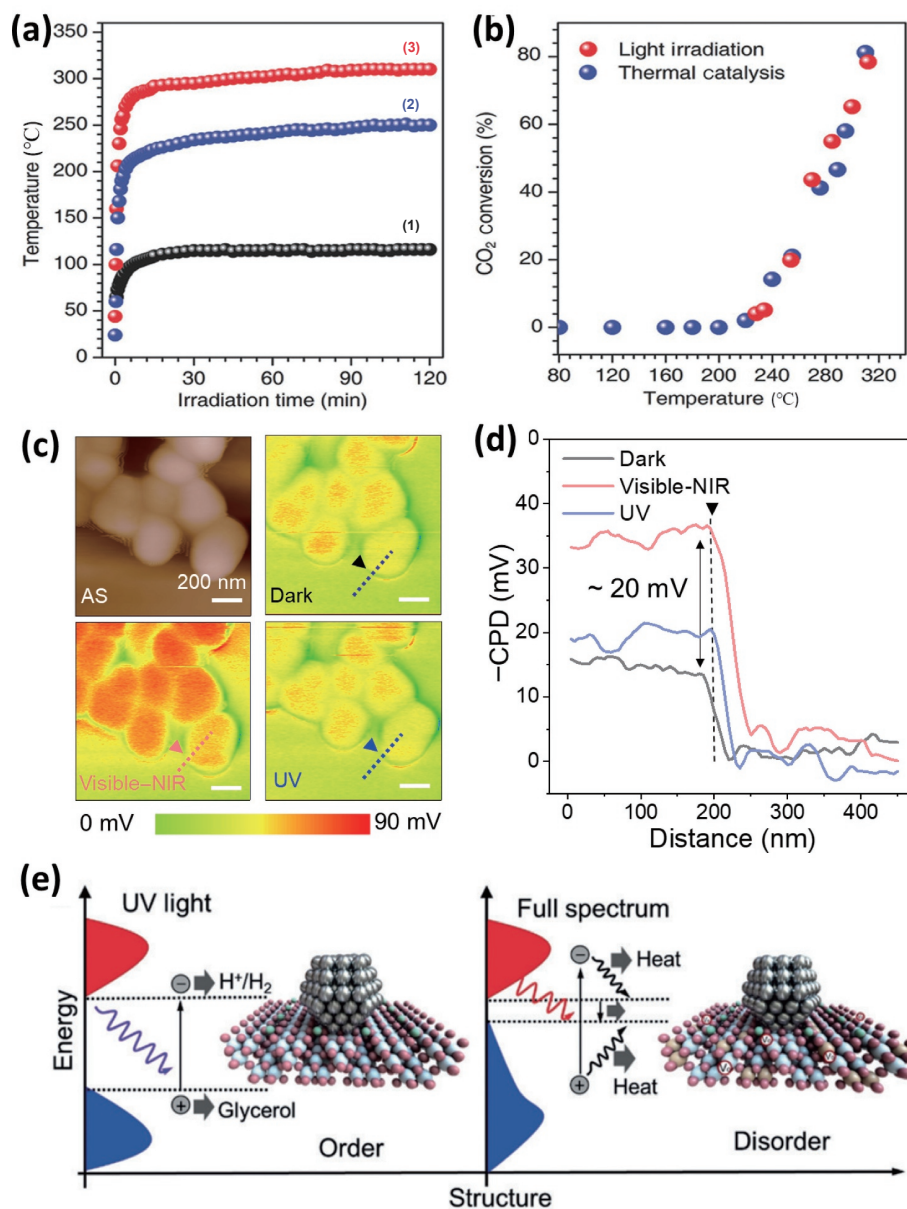 (a)
(3)
(2)
(1)
350
300
250
200
150
100
50
0
Temperature (°C)
0
30
60
90
120
Irradiation time (min)
(b)
Light irradiation
Thermal catalysis
80
60
40
20
0
CO₂ conversion (%)
80
120
160
200
240
280
320
Temperature (°C)
(c)
AS
200 nm
Dark
Visible–NIR
UV
0 mV
90 mV
(d)
Dark
Visible-NIR
UV
~ 20 mV
0
40
30
20
10
0
−CPD (mV)
0
100
200
300
400
Distance (nm)
(e)
UV light
− H⁺/H₂
+ Glycerol
Order
Energy
Full spectrum
− Heat
+ Heat
Disorder
Structure